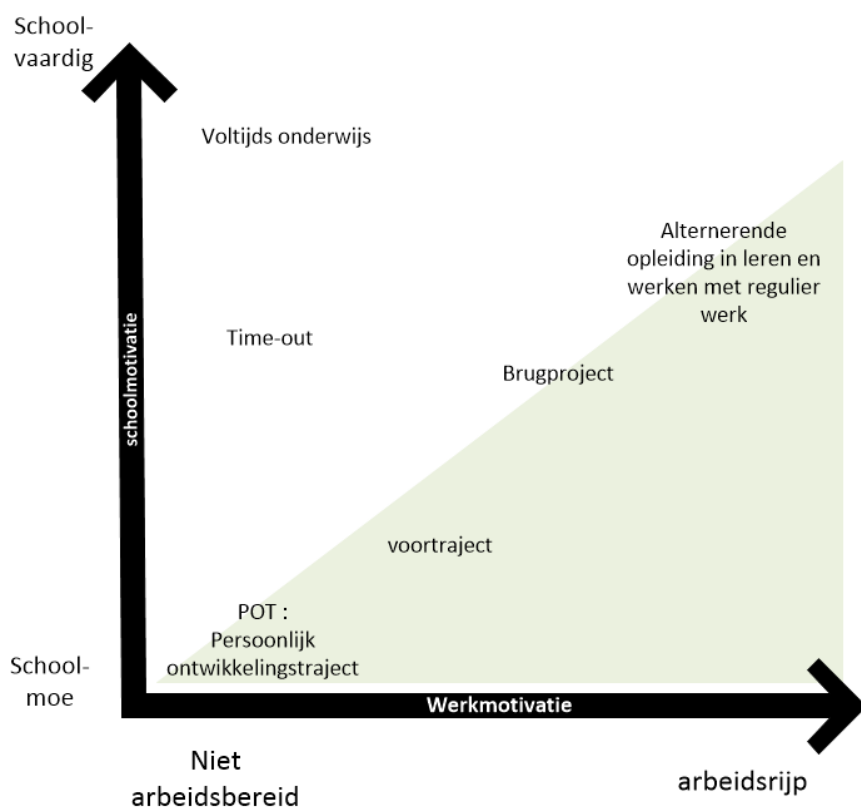 School-
vaardig
Voltijds onderwijs
Alternerende
opleiding in leren en
werken met regulier
werk
schoolmotivatie
Time-out
Brugproject
voortraject
POT :
Persoonlijk
ontwikkelingstraject
School-
moe
Werkmotivatie
Niet
arbeidsbereid
arbeidsrijp